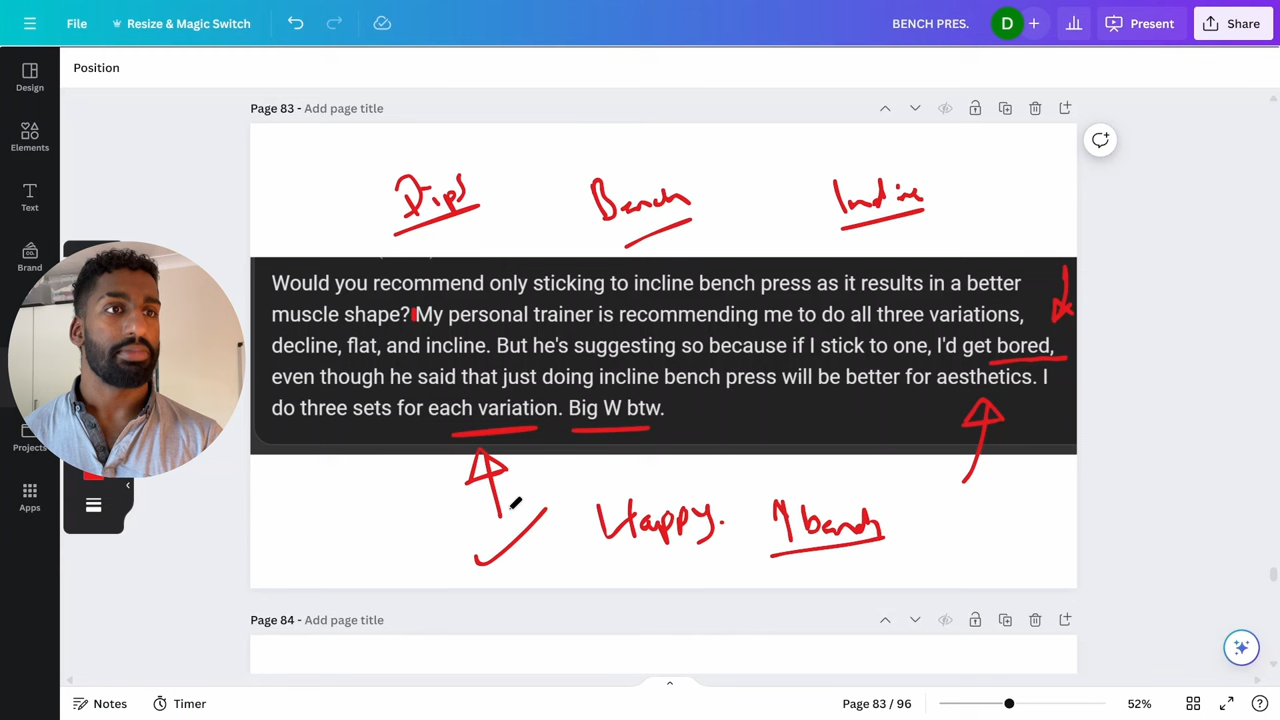 File
Resize & Magic Switch
BENCH PRES.
D
Present
Share
Position
Design
Elements
Text
Brand
Projects
Apps
Page 83 - Add page title
Dips
Bench
Incline
Would you recommend only sticking to incline bench press as it results in a better
muscle shape? My personal trainer is recommending me to do all three variations,
decline, flat, and incline. But he's suggesting so because if I stick to one, I'd get bored,
even though he said that just doing incline bench press will be better for aesthetics. I
do three sets for each variation. Big W btw.
Happy. ↑ bench
Page 84 - Add page title
Notes
Timer
Page 83 / 96
52%